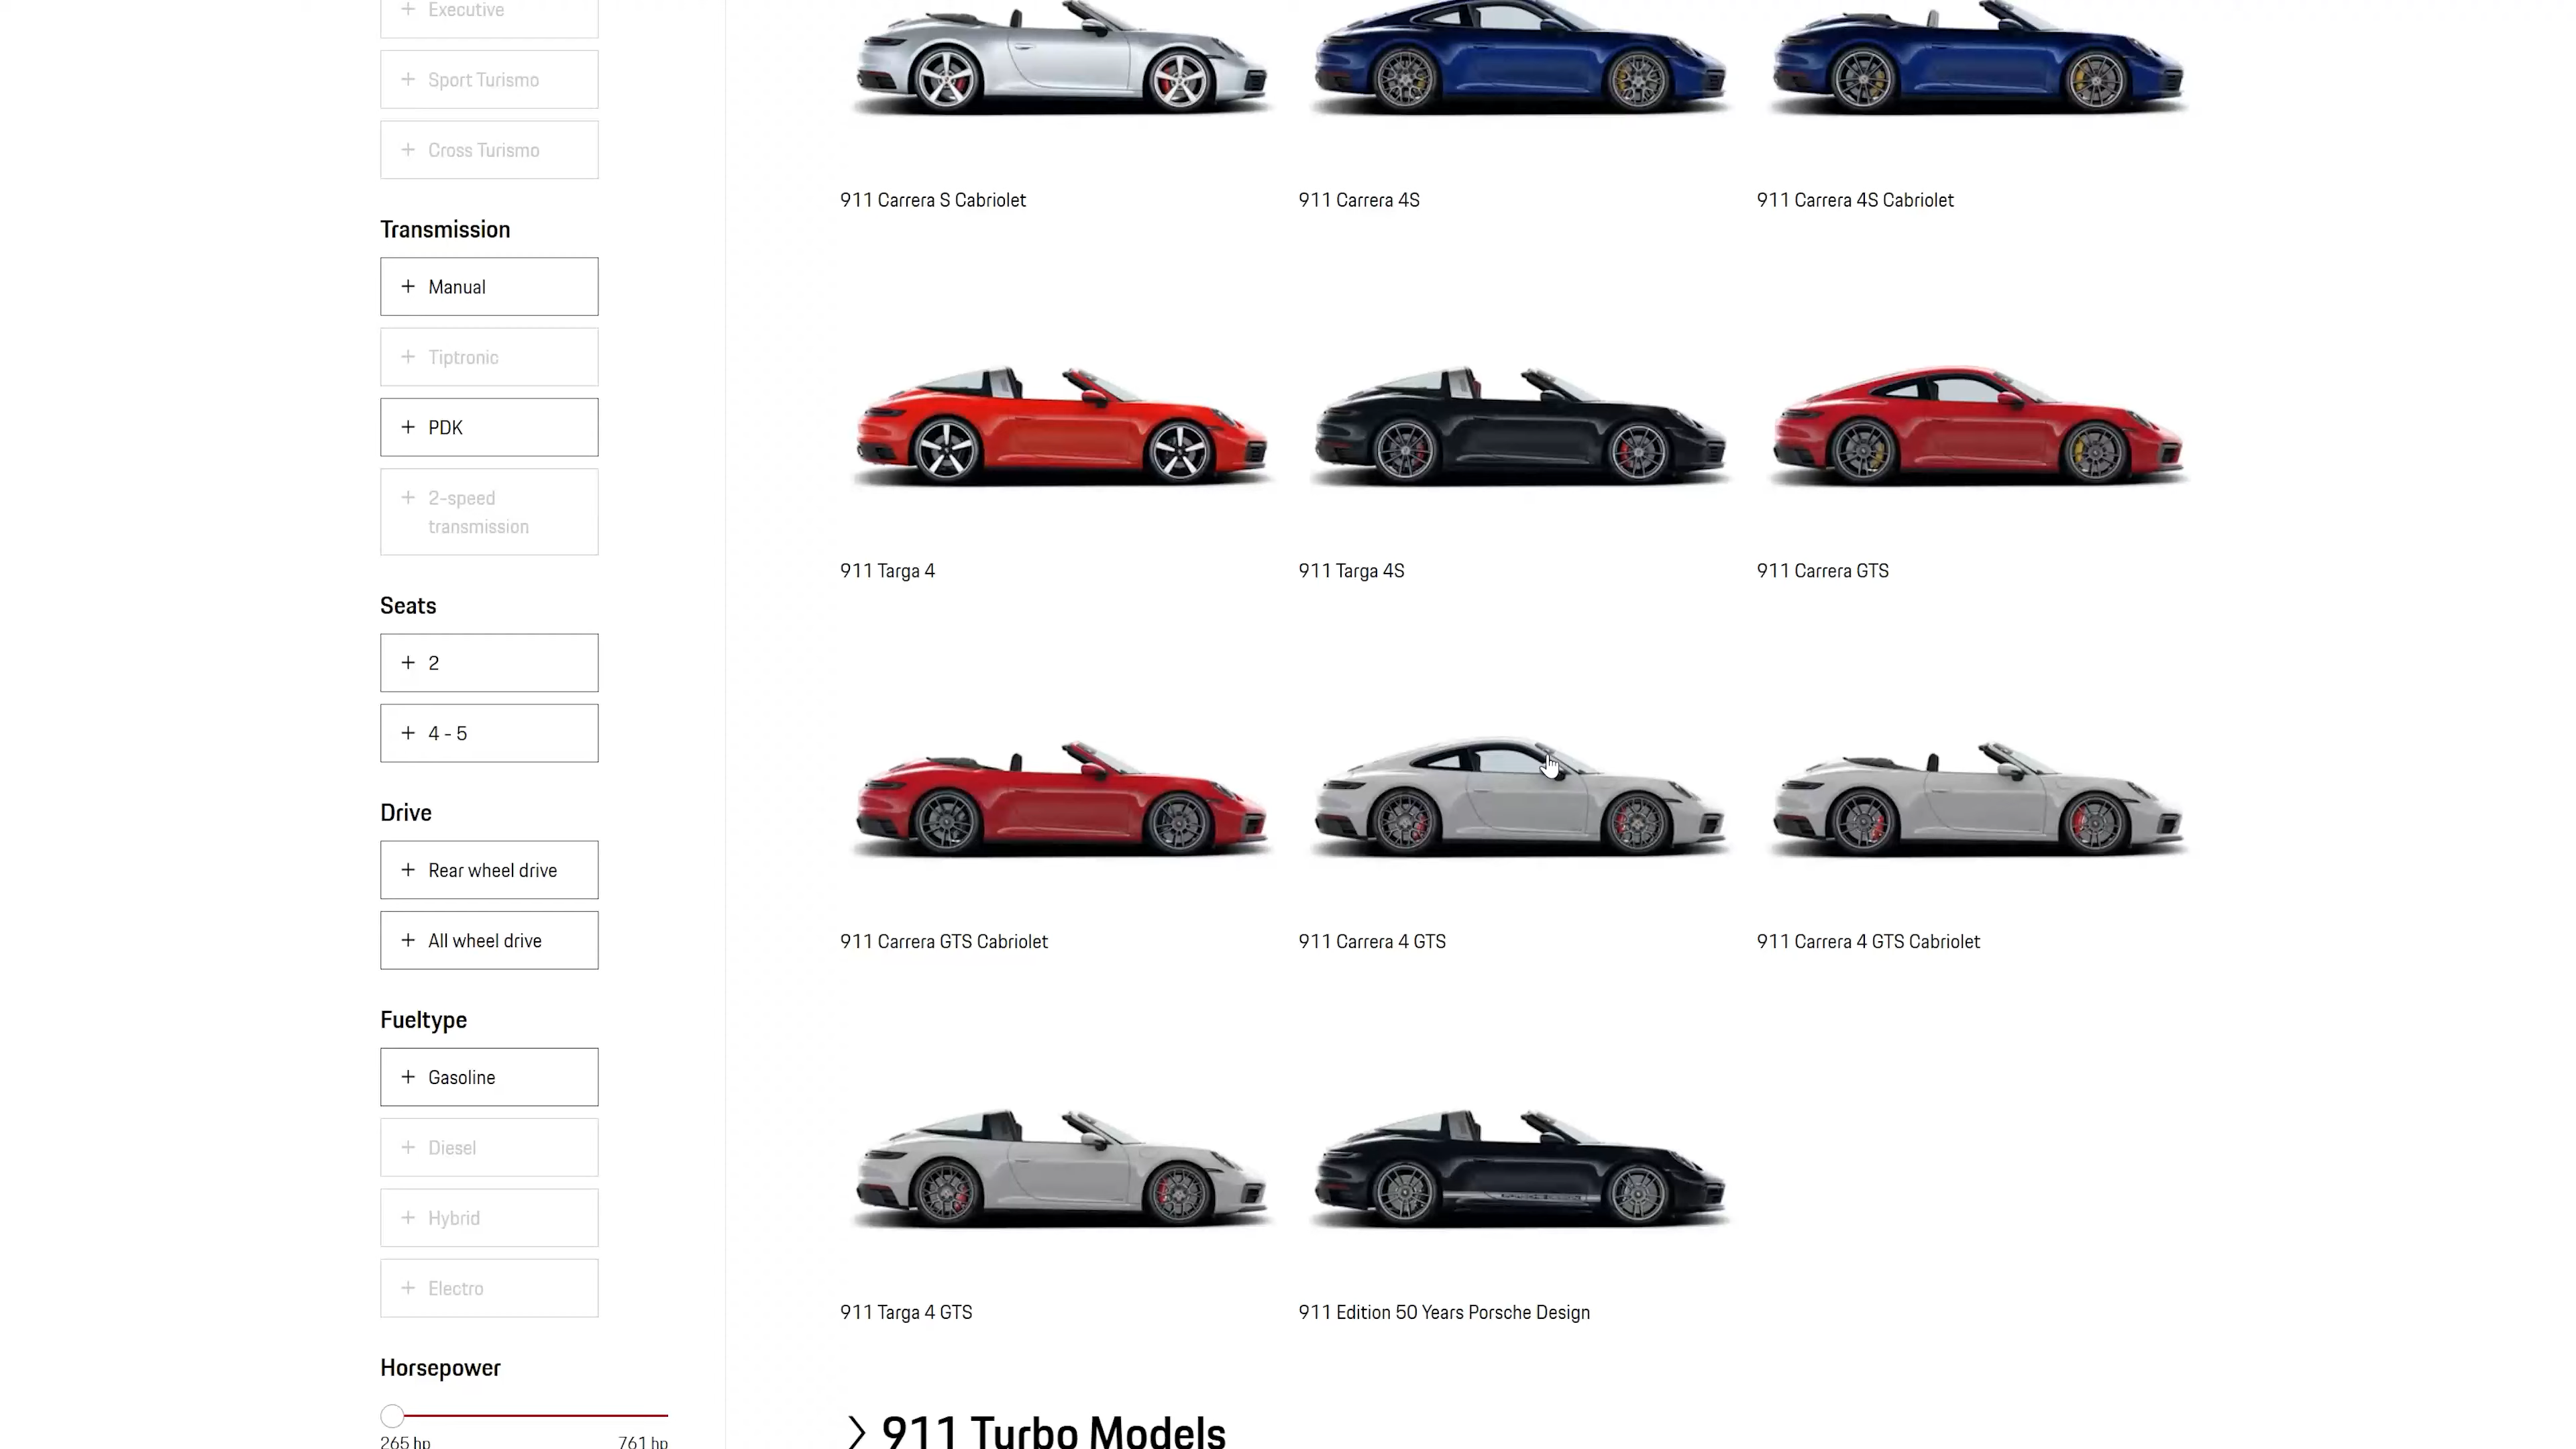 Executive
Sport Turismo
Cross Turismo
Transmission
Manual
Tiptronic
PDK
2-speed
transmission
Seats
2
4 - 5
Drive
Rear wheel drive
All wheel drive
Fueltype
Gasoline
Diesel
Hybrid
Electro
Horsepower
265 hp
761 hp
911 Carrera S Cabriolet
911 Carrera 4S
911 Carrera 4S Cabriolet
911 Targa 4
911 Targa 4S
911 Carrera GTS
911 Carrera GTS Cabriolet
911 Carrera 4 GTS
911 Carrera 4 GTS Cabriolet
911 Targa 4 GTS
911 Edition 50 Years Porsche Design
911 Turbo Models